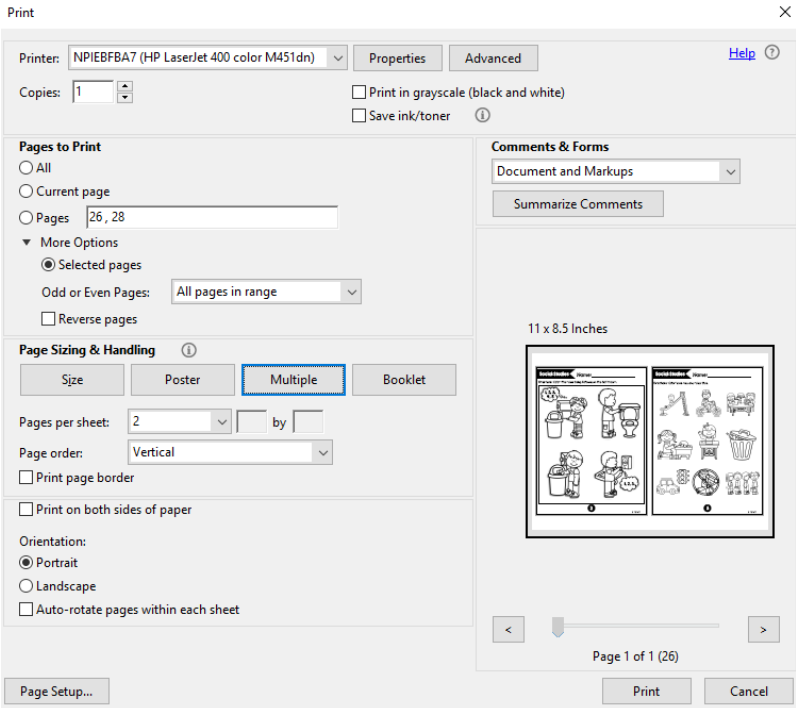 Print
Printer: NPIEBFBA7 (HP LaserJet 400 color M451dn) Properties Advanced Help
Copies: 1
Print in grayscale (black and white)
Save ink/toner
Pages to Print
All
Current page
Pages 26 , 28
More Options
Selected pages
Odd or Even Pages: All pages in range
Reverse pages
Page Sizing & Handling
Size Poster Multiple Booklet
Pages per sheet: 2 by
Page order: Vertical
Print page border
Print on both sides of paper
Orientation:
Portrait
Landscape
Auto-rotate pages within each sheet
Comments & Forms
Document and Markups
Summarize Comments
11 x 8.5 Inches
Name: Name:
< >
Page 1 of 1 (26)
Page Setup... Print Cancel